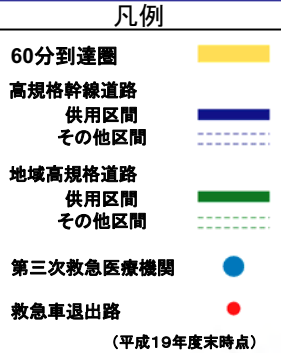 凡例
60分到達圏
高規格幹線道路
供用区間
その他区間
地域高規格道路
供用区間
その他区間
第三次救急医療機関
救急車退出路
（平成19年度末時点）